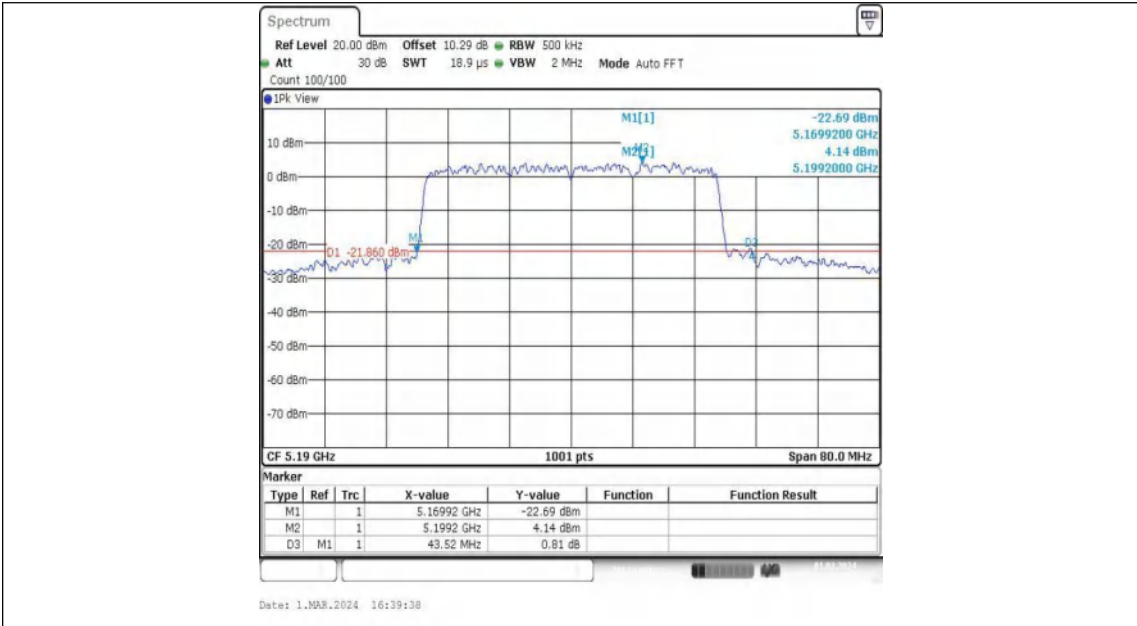 Spectrum
Ref Level 20.00 dBm Offset 10.29 dB RBW 500 kHz
Att 30 dB SWT 18.9 µs VBW 2 MHz Mode Auto FFT
Count 100/100
1Pk View
M1[1] -22.69 dBm
5.1699200 GHz
M2[1] 4.14 dBm
5.1992000 GHz
M2
10 dBm
0 dBm
-10 dBm
-20 dBm
M1
D3
D1 -21.860 dBm
-30 dBm
-40 dBm
-50 dBm
-60 dBm
-70 dBm
CF 5.19 GHz 1001 pts Span 80.0 MHz
Marker
Type Ref Trc X-value Y-value Function Function Result
M1 1 5.16992 GHz -22.69 dBm
M2 1 5.1992 GHz 4.14 dBm
D3 M1 1 43.52 MHz 0.81 dB
Date: 1.MAR.2024 16:39:38